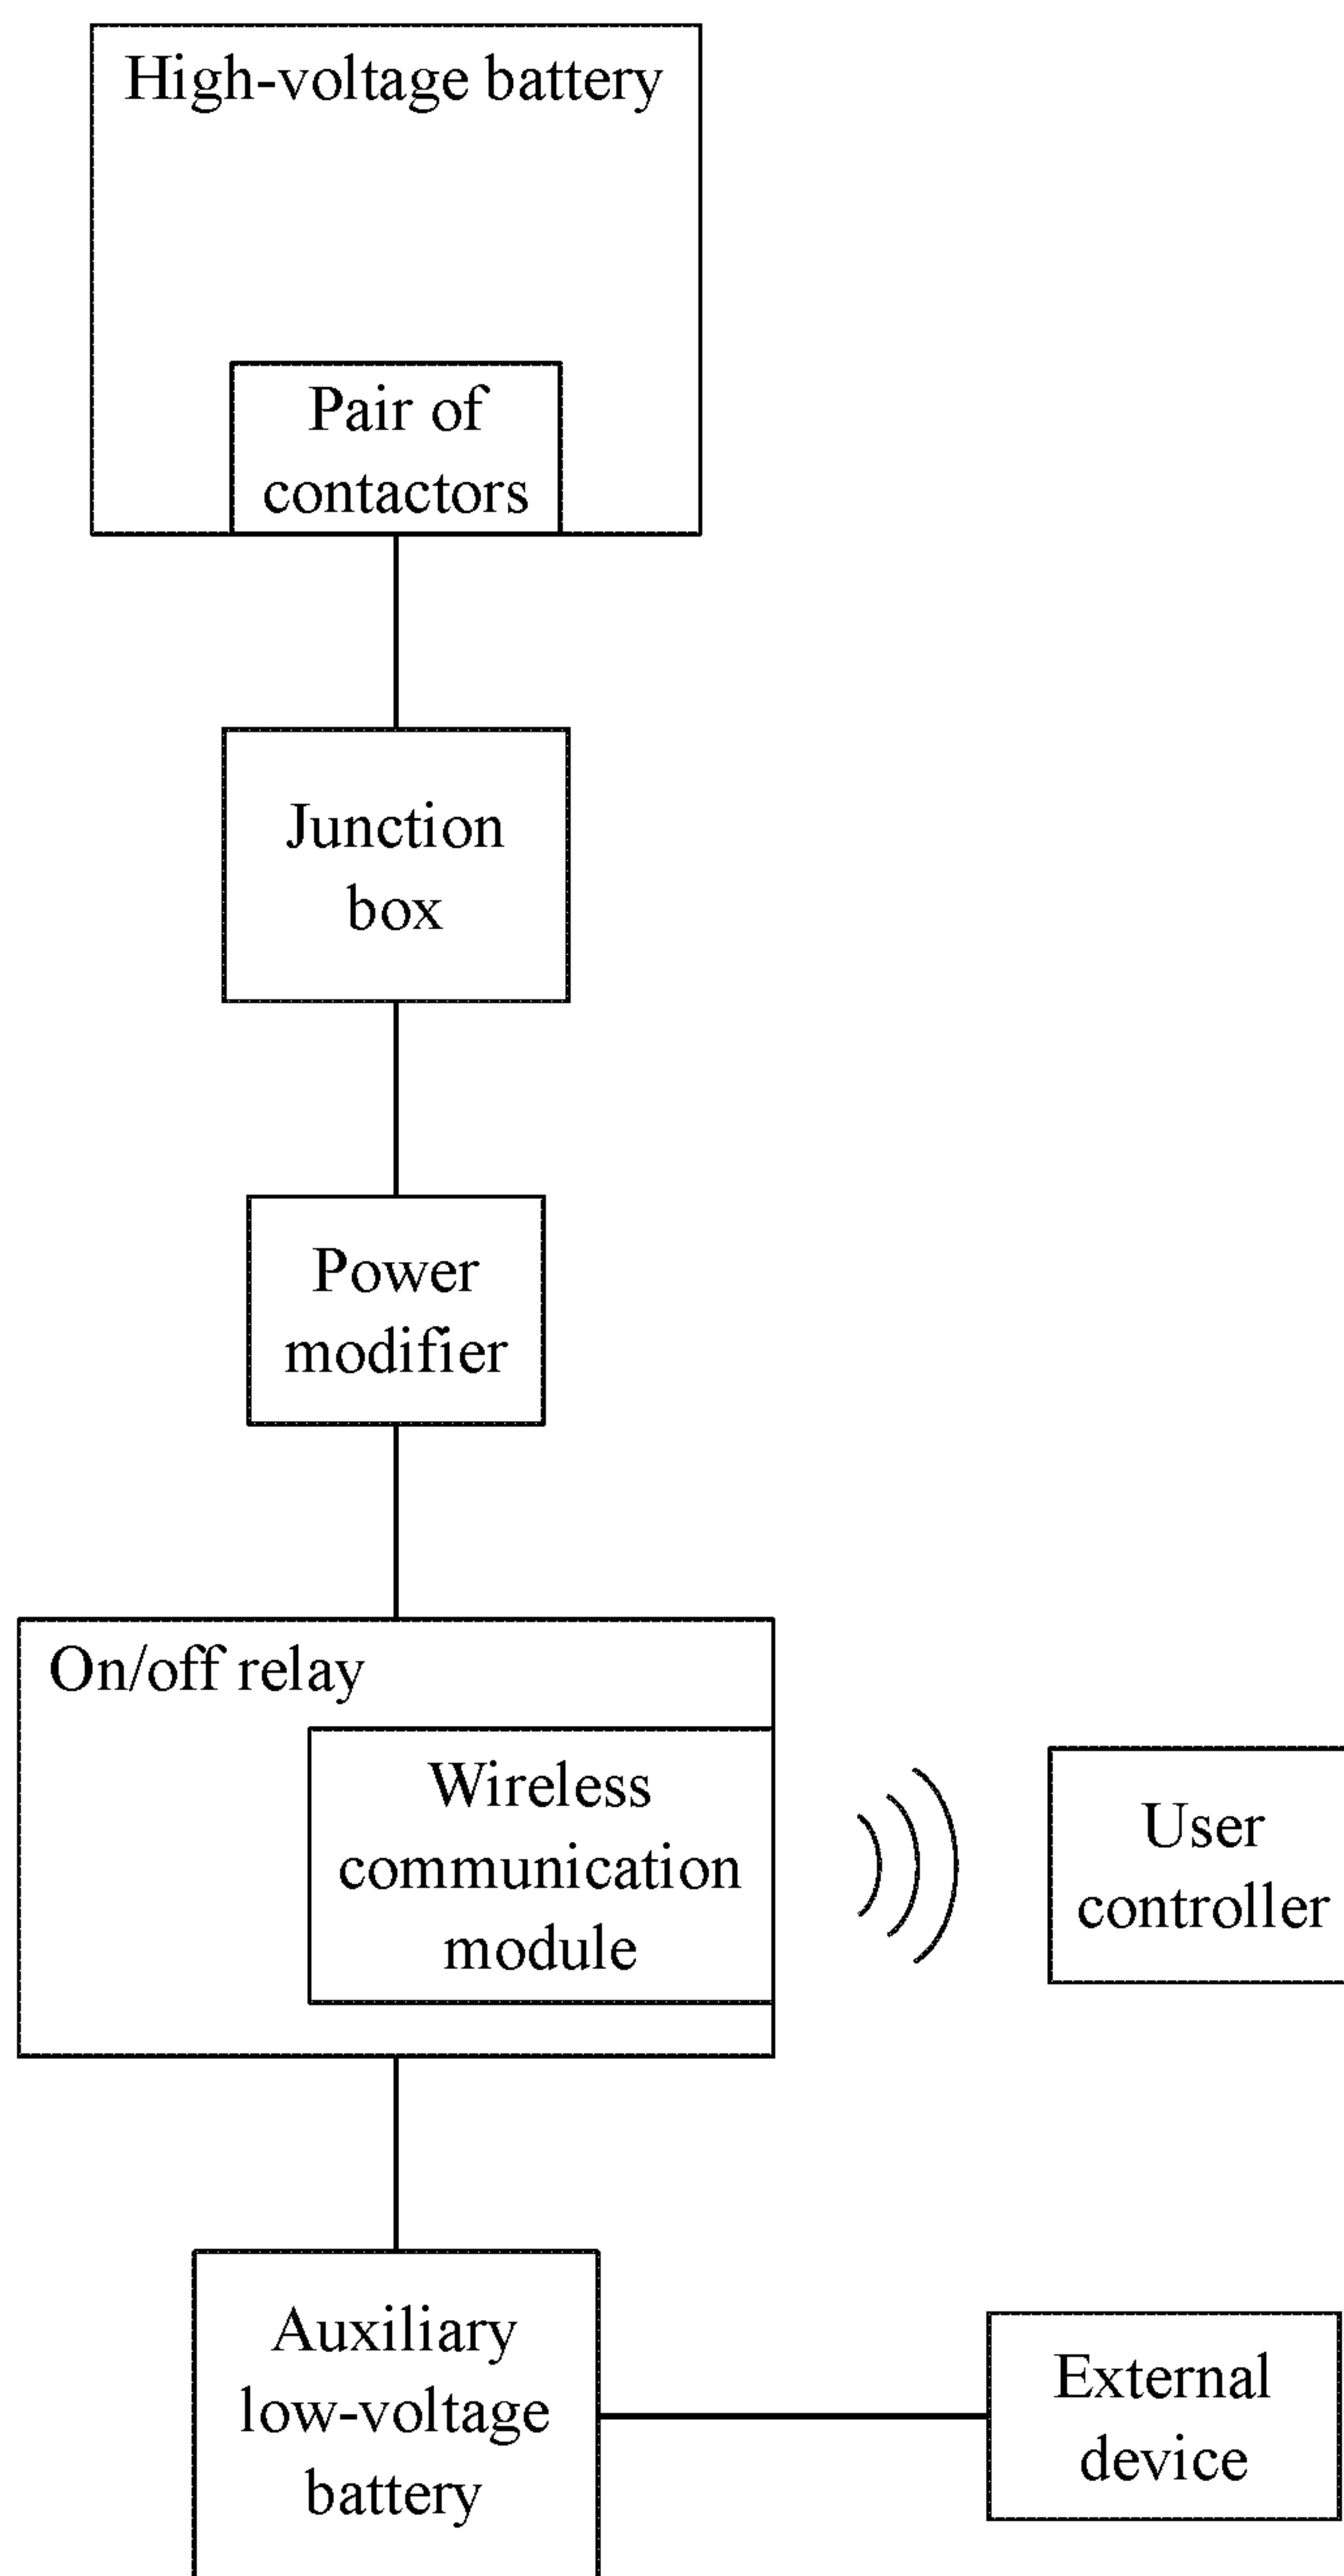 High-voltage battery
Pair of
contactors
Junction
box
Power
modifier
On/off relay
Wireless
communication
module
User
controller
Auxiliary
low-voltage
battery
External
device